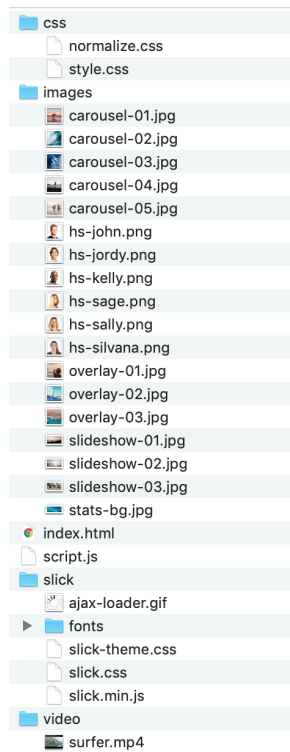 css
normalize.css
style.css
images
carousel-01.jpg
carousel-02.jpg
carousel-03.jpg
carousel-04.jpg
carousel-05.jpg
hs-john.png
hs-jordy.png
hs-kelly.png
hs-sage.png
hs-sally.png
hs-silvana.png
overlay-01.jpg
overlay-02.jpg
overlay-03.jpg
slideshow-01.jpg
slideshow-02.jpg
slideshow-03.jpg
stats-bg.jpg
index.html
script.js
slick
ajax-loader.gif
fonts
slick-theme.css
slick.css
slick.min.js
video
surfer.mp4